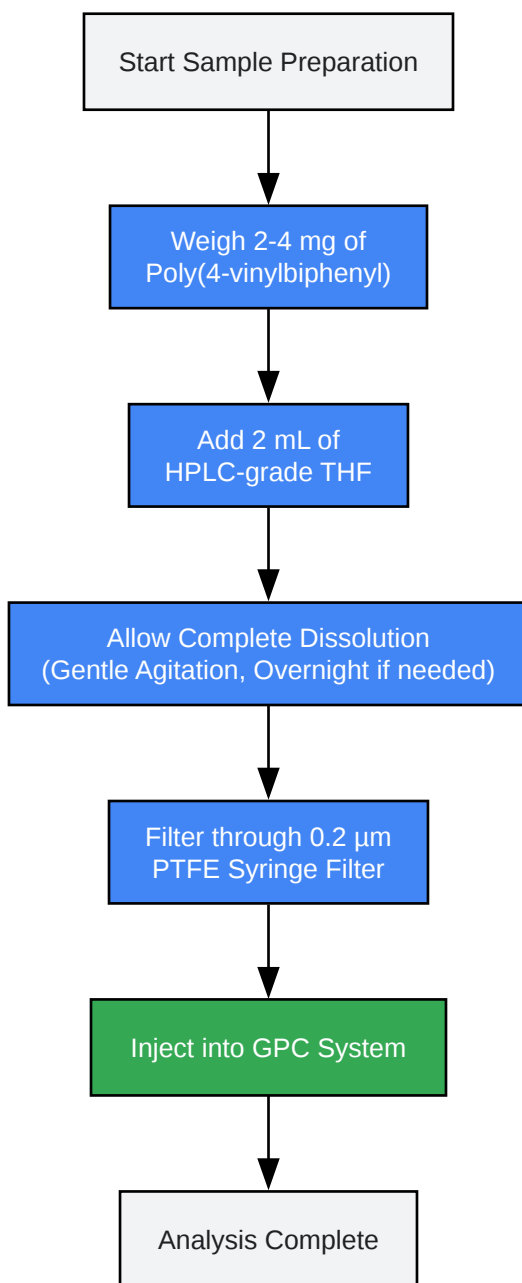 Start Sample Preparation
Weigh 2-4 mg of
Poly(4-vinylbiphenyl)
Add 2 mL of
HPLC-grade THF
Allow Complete Dissolution
(Gentle Agitation, Overnight if needed)
Filter through 0.2 µm
PTFE Syringe Filter
Inject into GPC System
Analysis Complete